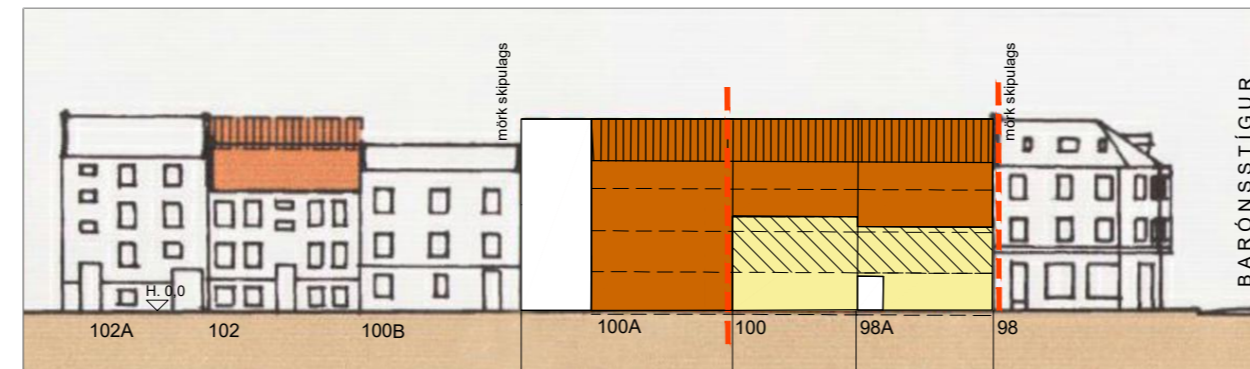 mörk skipulags
mörk skipulags
BARÓNSSTÍGUR
H. 0,0
102A
102
100B
100A
100
98A
98